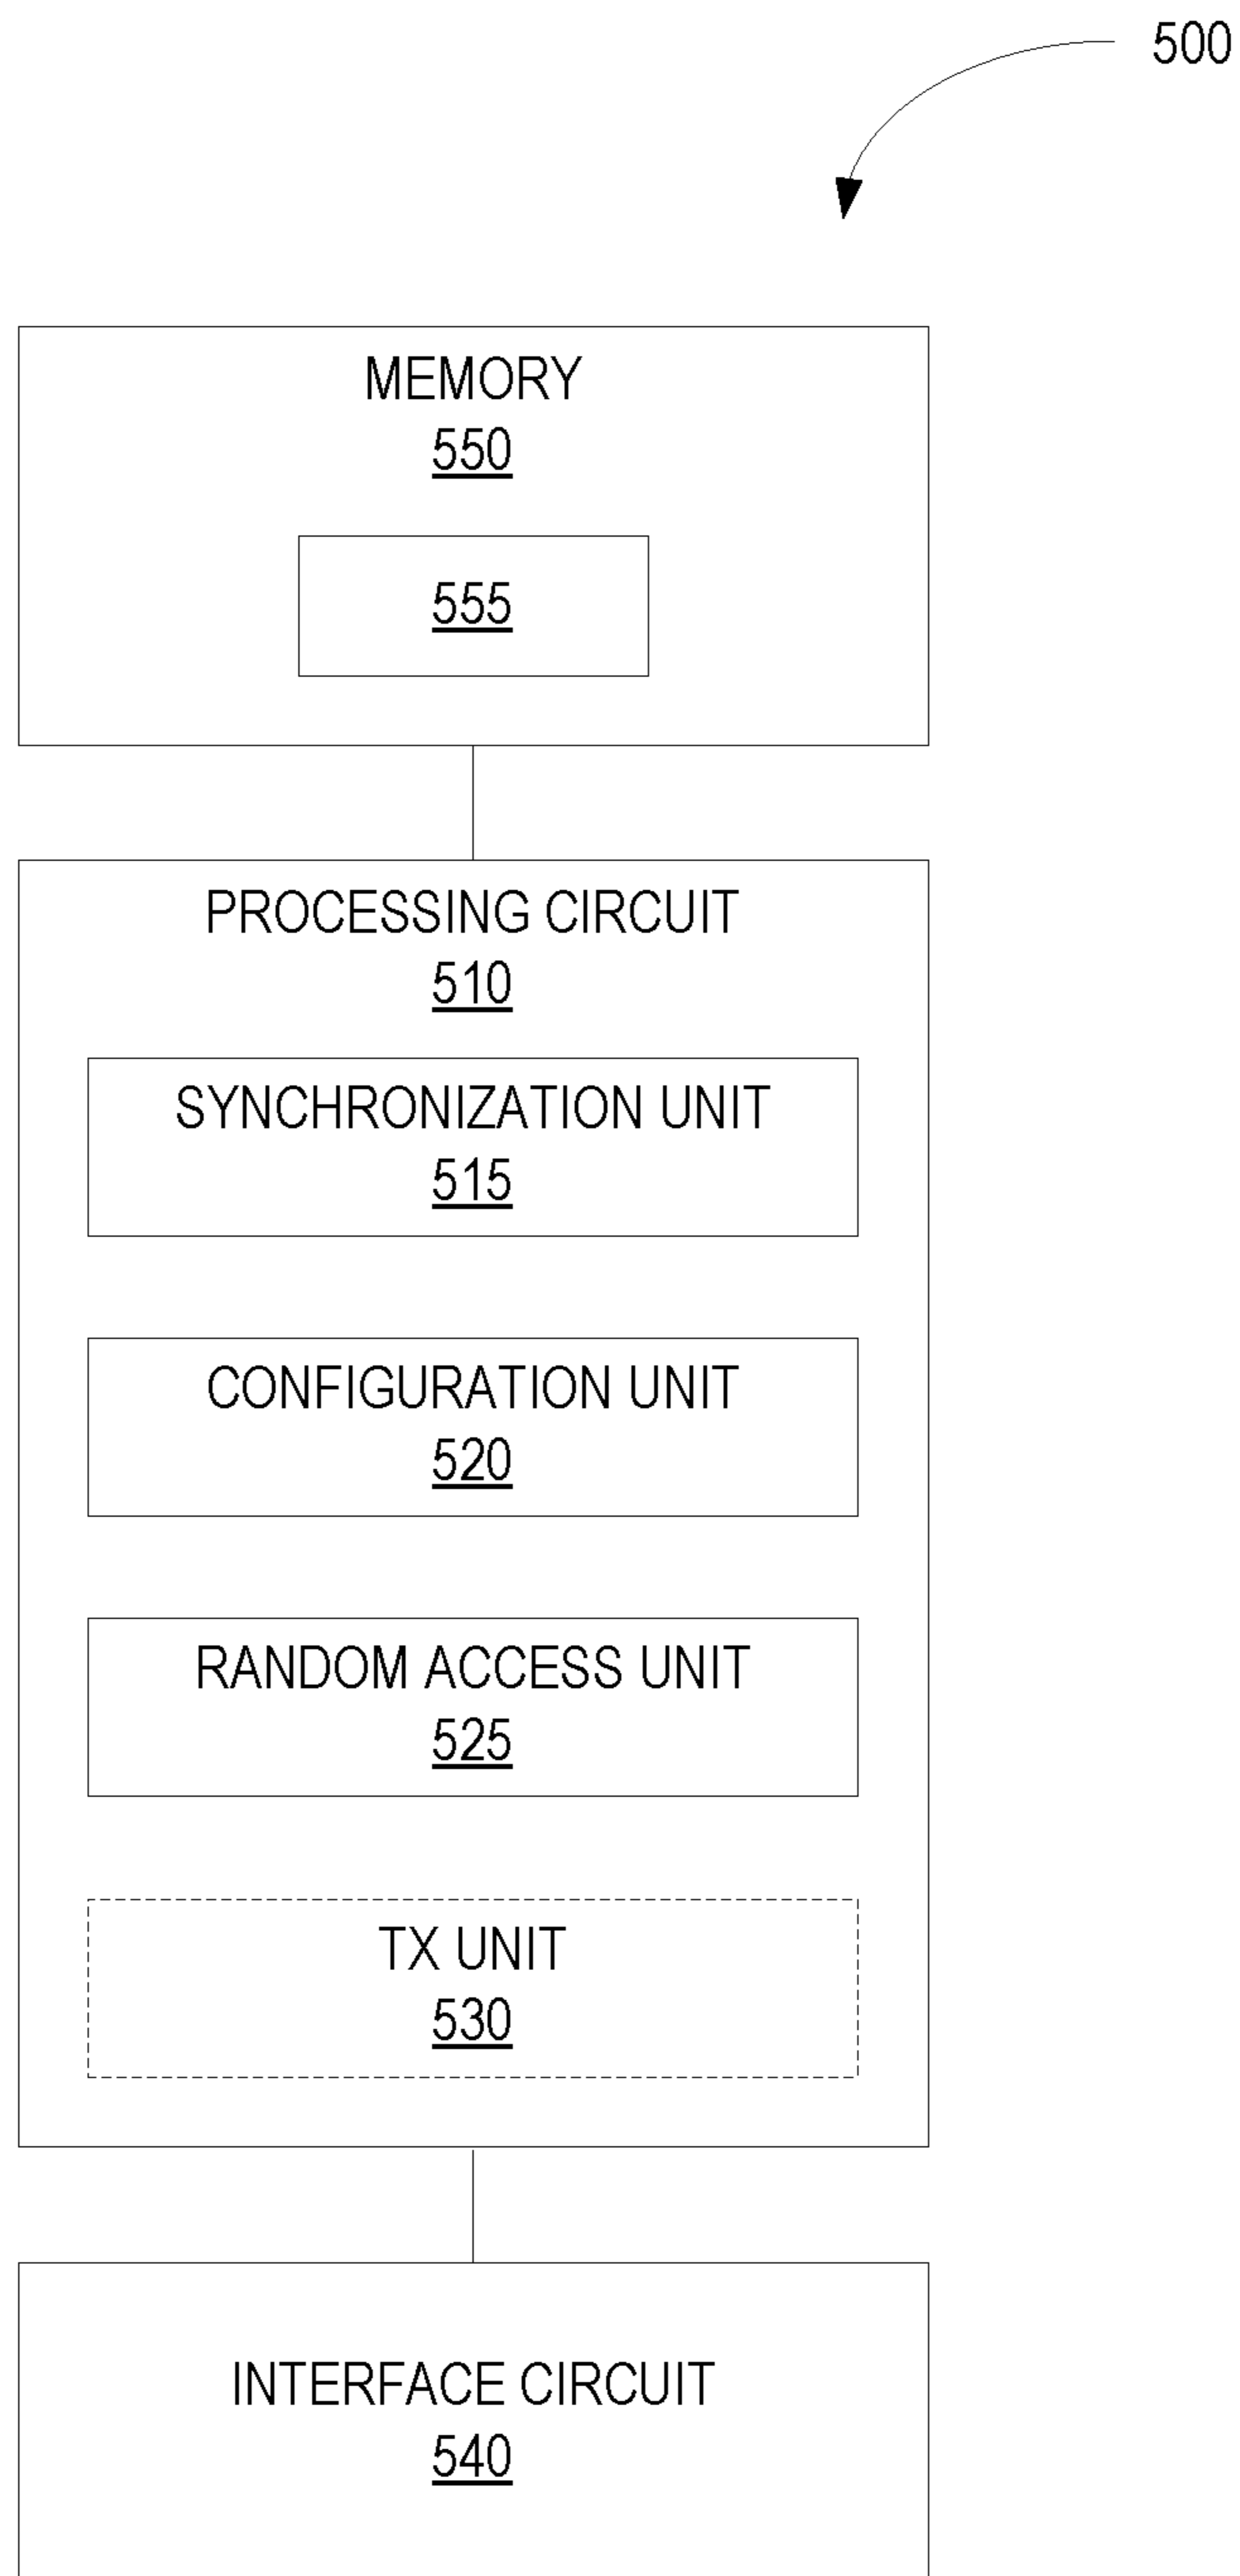 500
MEMORY
550
555
PROCESSING CIRCUIT
510
SYNCHRONIZATION UNIT
515
CONFIGURATION UNIT
520
RANDOM ACCESS UNIT
525
TX UNIT
530
INTERFACE CIRCUIT
540